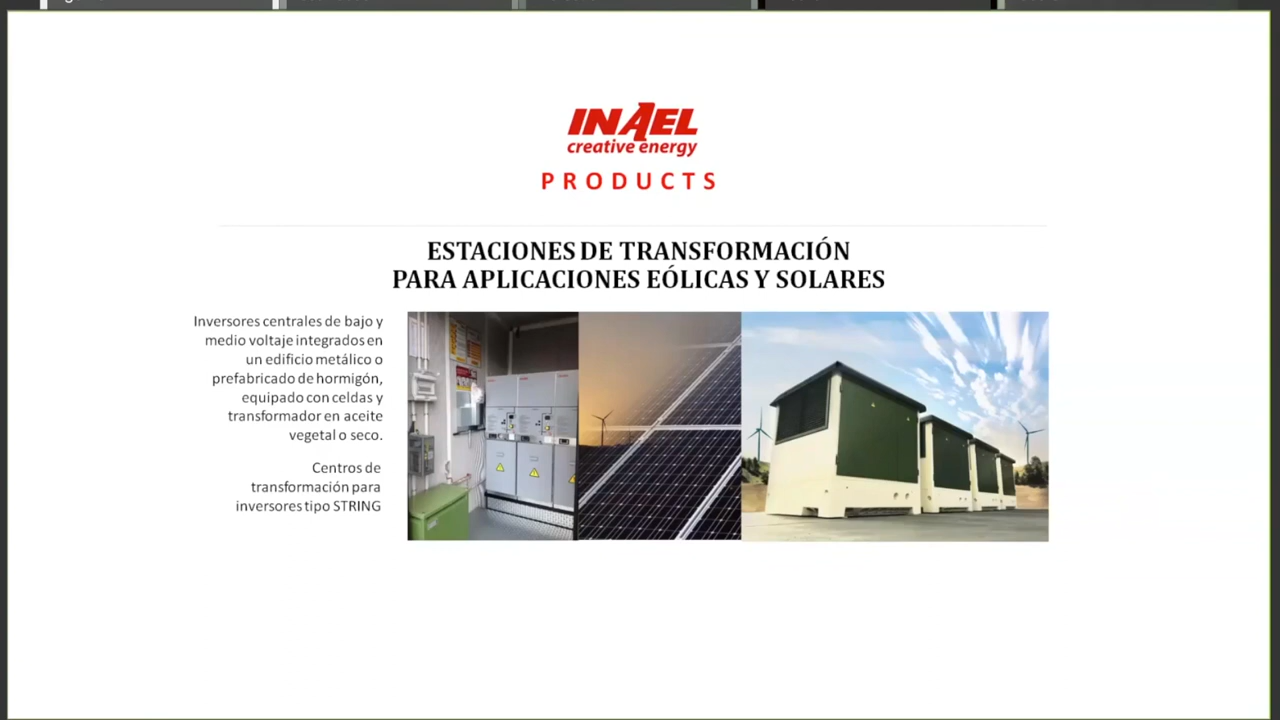 INAEL
creative energy
PRODUCTS
ESTACIONES DE TRANSFORMACIÓN
PARA APLICACIONES EÓLICAS Y SOLARES
Inversores centrales de bajo y
medio voltaje integrados en
un edificio metálico o
prefabricado de hormigón,
equipado con celdas y
transformador en aceite
vegetal o seco.
Centros de
transformación para
inversores tipo STRING